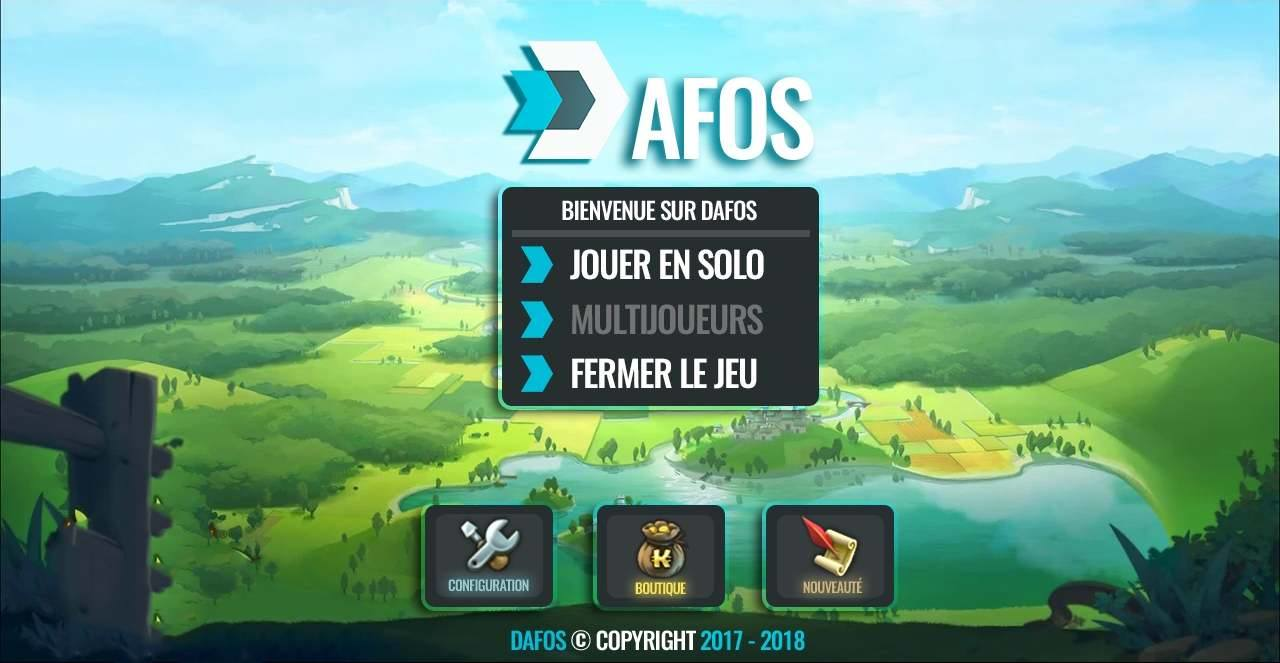 DAFOS
BIENVENUE SUR DAFOS
JOUER EN SOLO
MULTIJOUEURS
FERMER LE JEU
CONFIGURATION
BOUTIQUE
NOUVEAUTÉ
DAFOS © COPYRIGHT 2017 - 2018